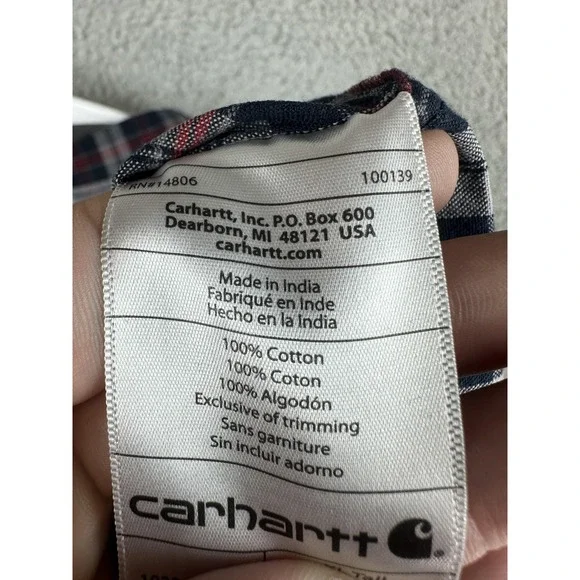 RN#14806 100139
Carhartt, Inc. P.O. Box 600
Dearborn, MI 48121 USA
carhartt.com
Made in India
Fabriqué en Inde
Hecho en la India
100% Cotton
100% Coton
100% Algodón
Exclusive of trimming
Sans garniture
Sin incluir adorno
carhartt